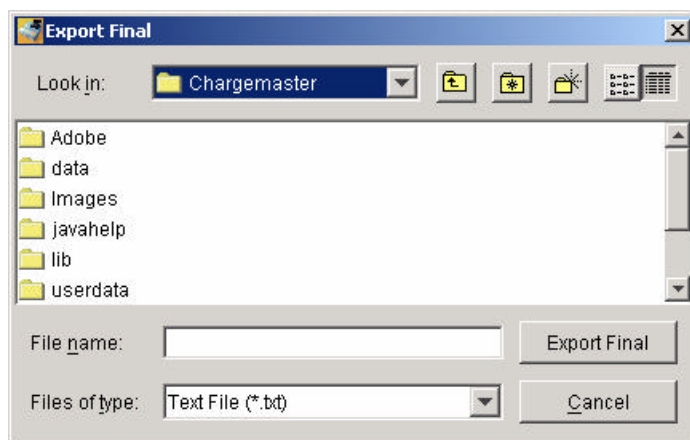 Export Final
Look in: Chargemaster
Adobe
data
Images
javahelp
lib
userdata
File name: Export Final
Files of type: Text File (*.txt) Cancel